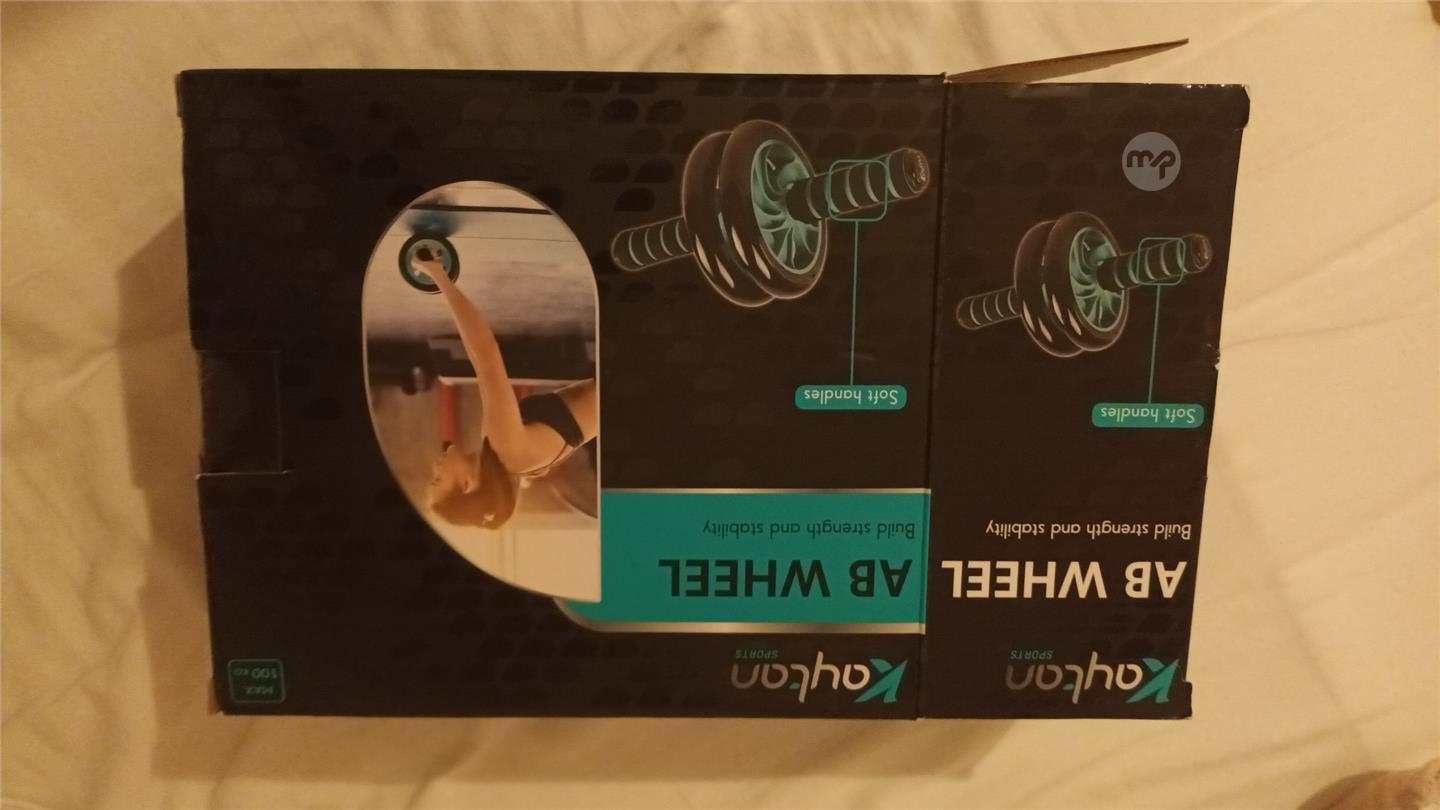 Kaytan
SPORTS
AB WHEEL
Build strength and stability
Soft handles
MAX.
100 KG
Kaytan
SPORTS
AB WHEEL
Build strength and stability
Soft handles
mp